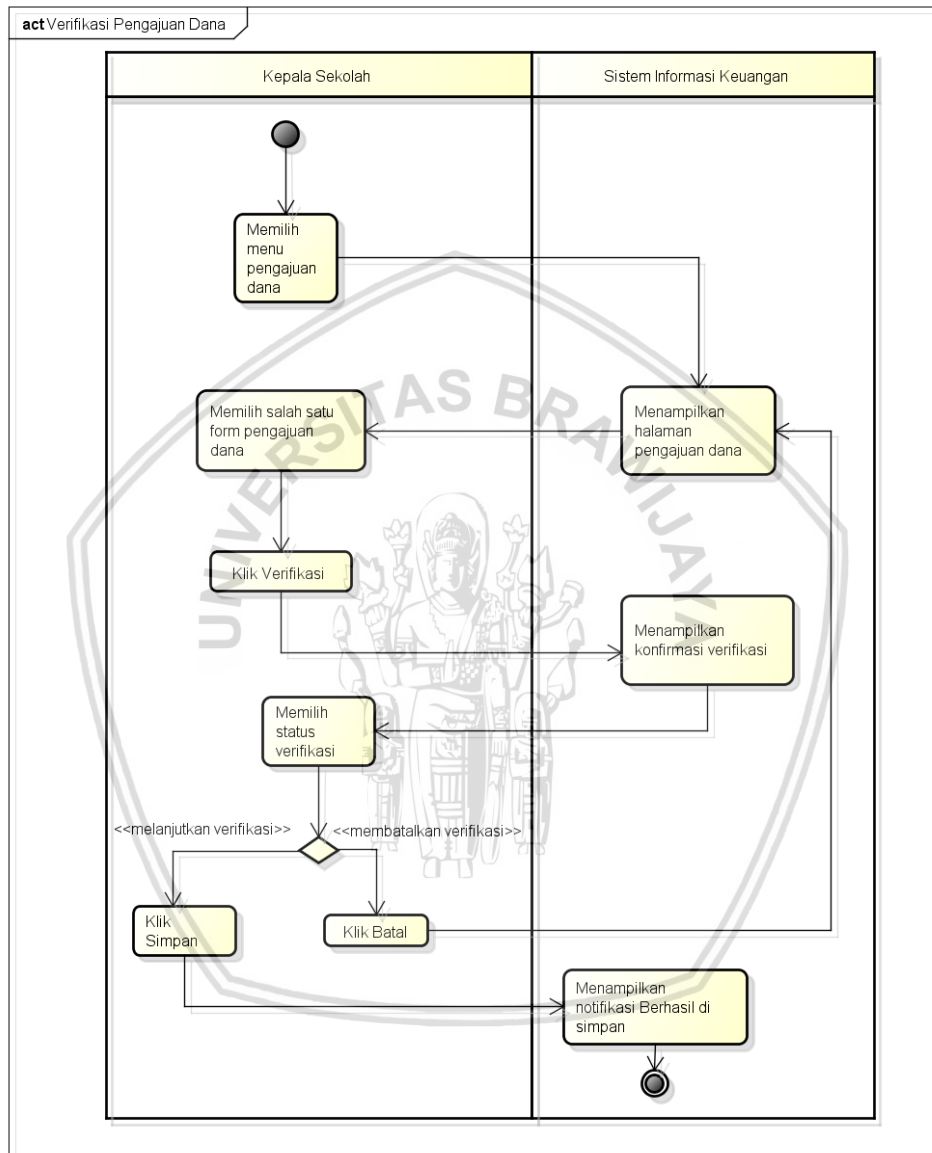 act Verifikasi Pengajuan Dana
Kepala Sekolah
Sistem Informasi Keuangan
Memilih
menu
pengajuan
dana
Menampilkan
halaman
pengajuan dana
Memilih salah satu
form pengajuan
dana
Klik Verifikasi
Menampilkan
konfirmasi verifikasi
Memilih
status
verifikasi
<<melanjutkan verifikasi>>
<<membatalkan verifikasi>>
Klik
Simpan
Klik Batal
Menampilkan
notifikasi Berhasil di
simpan
UNIVERSITAS BRAWIJAYA